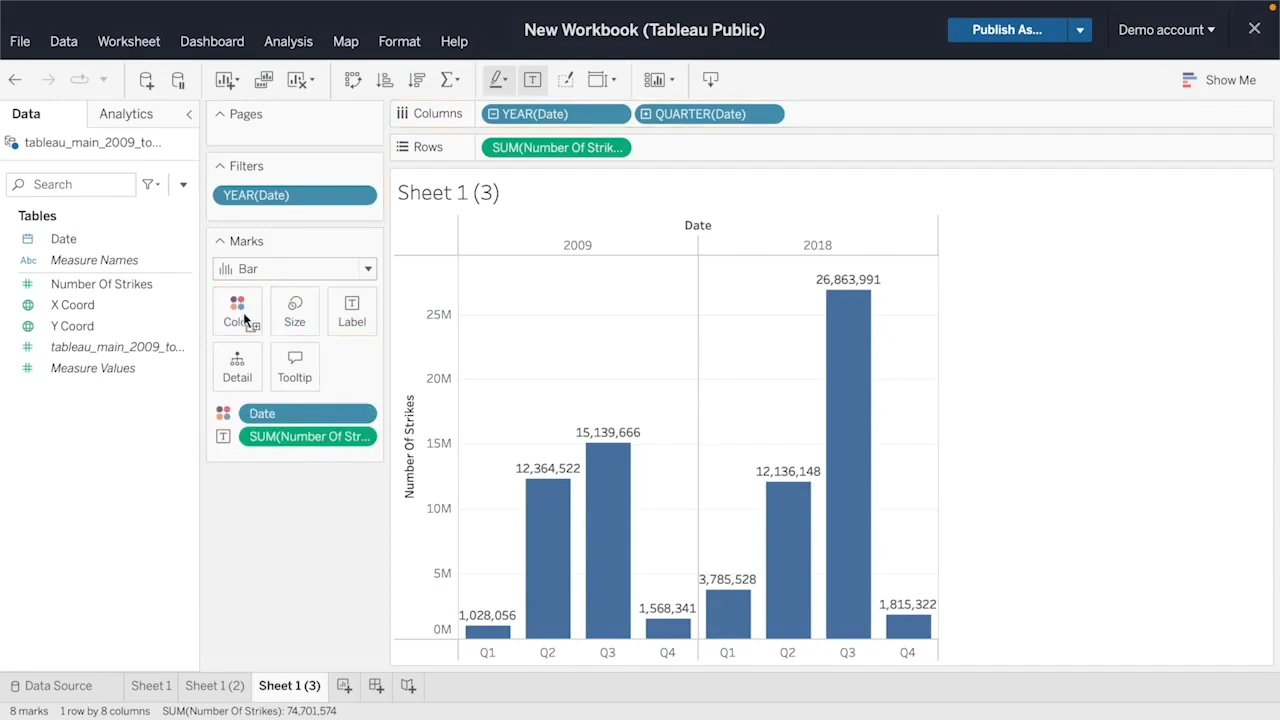 New Workbook (Tableau Public)
Publish As...
Demo account
File Data Worksheet Dashboard Analysis Map Format Help
Show Me
Data Analytics
tableau_main_2009_to...
Search
Tables
Date
Abc Measure Names
Number Of Strikes
X Coord
Y Coord
tableau_main_2009_to...
Measure Values
Pages
Filters
YEAR(Date)
Marks
Bar
Size Label
Detail Tooltip
Date
SUM(Number Of Str...
Columns YEAR(Date) QUARTER(Date)
Rows SUM(Number Of Strik...
Sheet 1 (3)
Date
2009 2018
Number Of Strikes
25M
20M
15M
10M
5M
0M
1,028,056
12,364,522
15,139,666
1,568,341
3,785,528
12,136,148
26,863,991
1,815,322
Q1 Q2 Q3 Q4 Q1 Q2 Q3 Q4
Data Source Sheet 1 Sheet 1 (2) Sheet 1 (3)
8 marks 1 row by 8 columns SUM(Number Of Strikes): 74,701,574